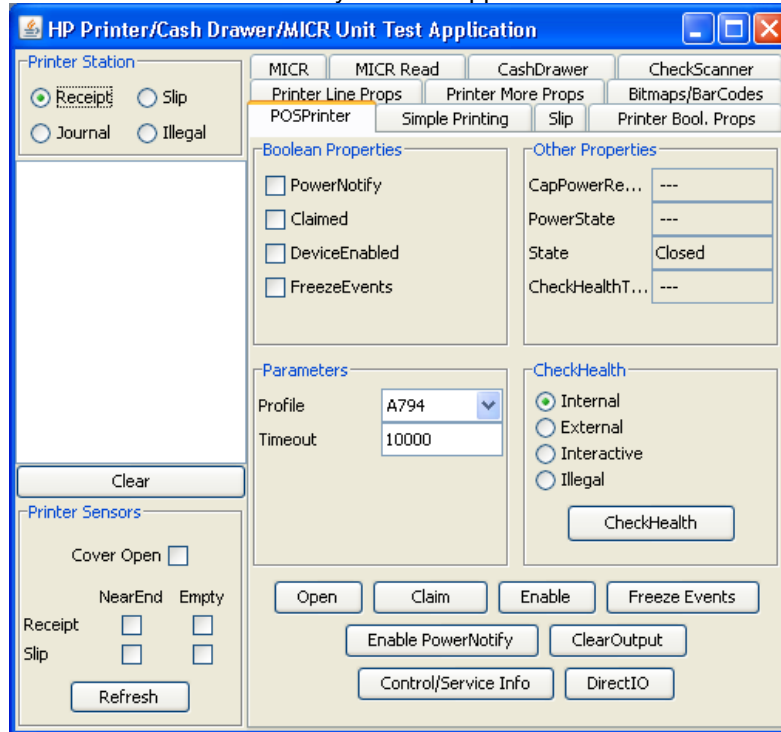 HP Printer/Cash Drawer/MICR Unit Test Application
Printer Station
Receipt Slip
Journal Illegal
Clear
Printer Sensors
Cover Open
NearEnd Empty
Receipt
Slip
Refresh
MICR MICR Read CashDrawer CheckScanner
Printer Line Props Printer More Props Bitmaps/BarCodes
POSPrinter Simple Printing Slip Printer Bool. Props
Boolean Properties
PowerNotify
Claimed
DeviceEnabled
FreezeEvents
Other Properties
CapPowerRe... ---
PowerState ---
State Closed
CheckHealthT... ---
Parameters
Profile A794
Timeout 10000
CheckHealth
Internal
External
Interactive
Illegal
CheckHealth
Open Claim Enable Freeze Events
Enable PowerNotify ClearOutput
Control/Service Info DirectIO